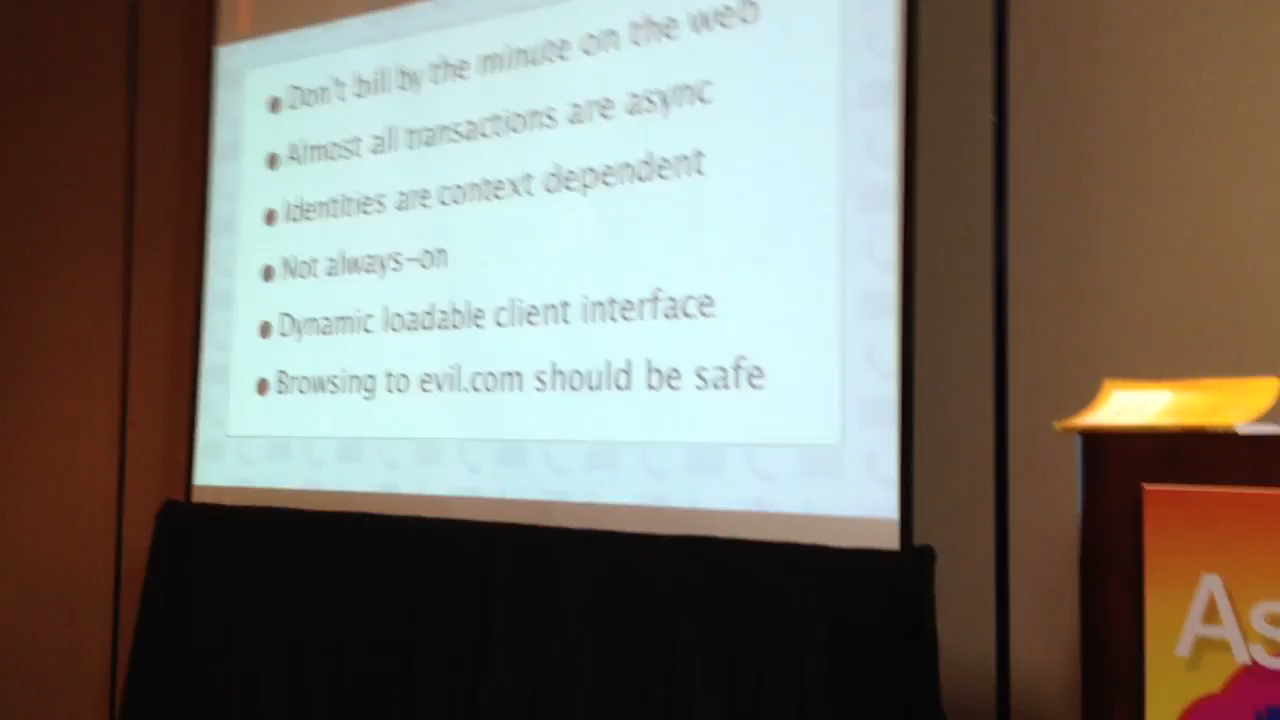 Don't bill by the minute on the web
Almost all transactions are async
Identities are context dependent
Not always-on
Dynamic loadable client interface
Browsing to evil.com should be safe
As